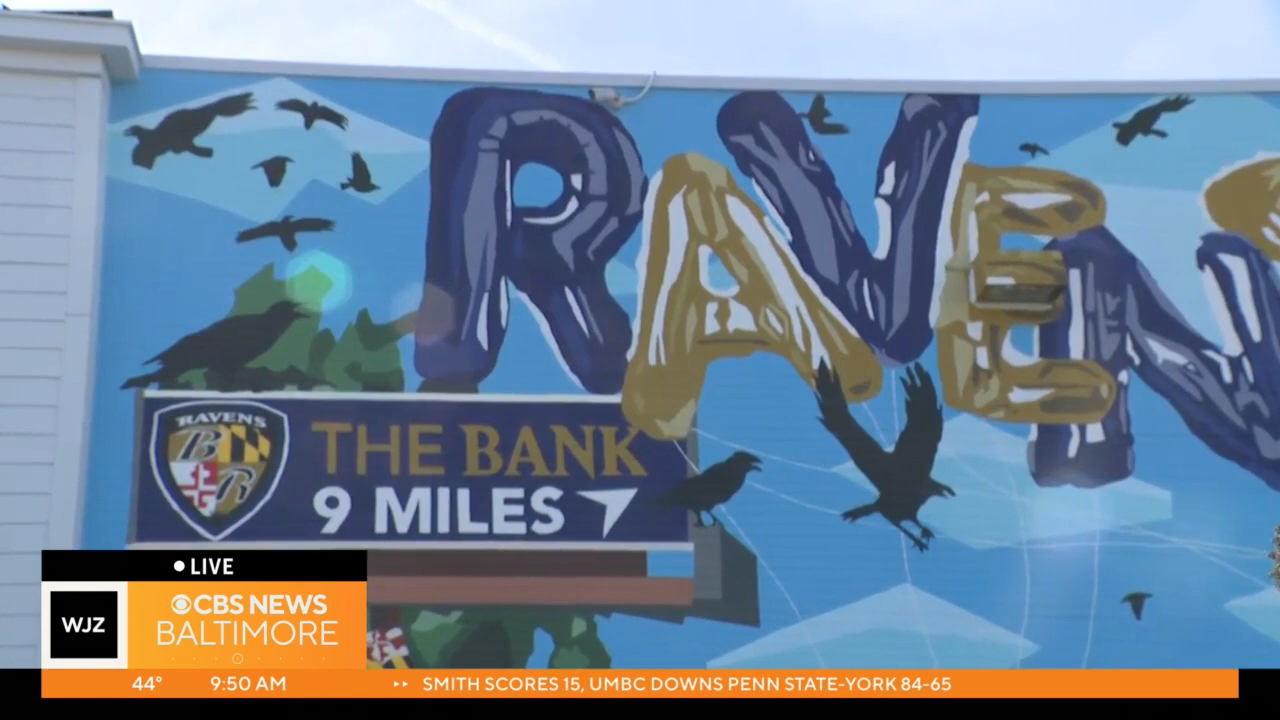 RAVENS
RAVENS
B
R
THE BANK
9 MILES
LIVE
WJZ
CBS NEWS
BALTIMORE
44° 9:50 AM SMITH SCORES 15, UMBC DOWNS PENN STATE-YORK 84-65